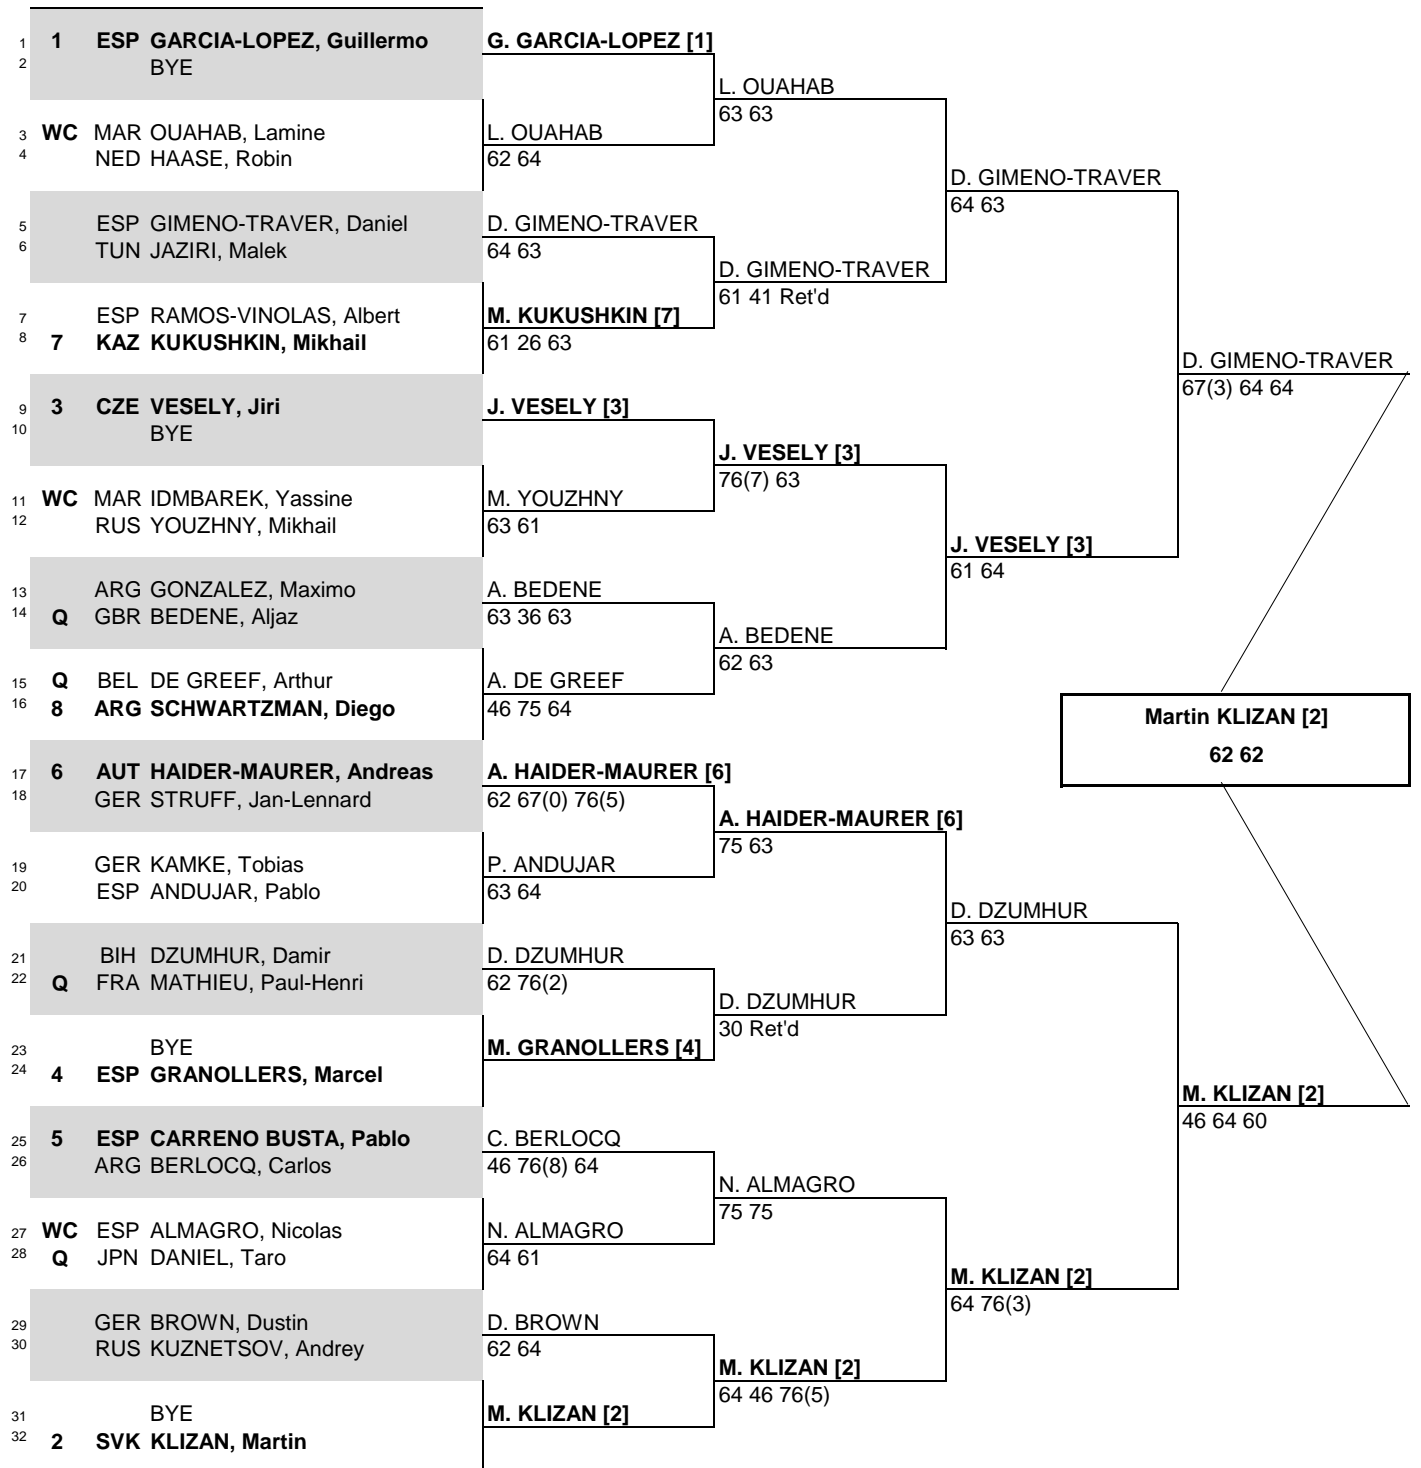 1 1 ESP GARCIA-LOPEZ, Guillermo
2 BYE
3 WC MAR OUAHAB, Lamine
4 NED HAASE, Robin
5 ESP GIMENO-TRAVER, Daniel
6 TUN JAZIRI, Malek
7 ESP RAMOS-VINOLAS, Albert
8 7 KAZ KUKUSHKIN, Mikhail
9 3 CZE VESELY, Jiri
10 BYE
11 WC MAR IDMBAREK, Yassine
12 RUS YOUZHNY, Mikhail
13 ARG GONZALEZ, Maximo
14 Q GBR BEDENE, Aljaz
15 Q BEL DE GREEF, Arthur
16 8 ARG SCHWARTZMAN, Diego
17 6 AUT HAIDER-MAURER, Andreas
18 GER STRUFF, Jan-Lennard
19 GER KAMKE, Tobias
20 ESP ANDUJAR, Pablo
21 BIH DZUMHUR, Damir
22 Q FRA MATHIEU, Paul-Henri
23 BYE
24 4 ESP GRANOLLERS, Marcel
25 5 ESP CARRENO BUSTA, Pablo
26 ARG BERLOCQ, Carlos
27 WC ESP ALMAGRO, Nicolas
28 Q JPN DANIEL, Taro
29 GER BROWN, Dustin
30 RUS KUZNETSOV, Andrey
31 BYE
32 2 SVK KLIZAN, Martin
G. GARCIA-LOPEZ [1]
L. OUAHAB
62 64
D. GIMENO-TRAVER
64 63
M. KUKUSHKIN [7]
61 26 63
J. VESELY [3]
M. YOUZHNY
63 61
A. BEDENE
63 36 63
A. DE GREEF
46 75 64
A. HAIDER-MAURER [6]
62 67(0) 76(5)
P. ANDUJAR
63 64
D. DZUMHUR
62 76(2)
M. GRANOLLERS [4]
C. BERLOCQ
46 76(8) 64
N. ALMAGRO
64 61
D. BROWN
62 64
M. KLIZAN [2]
L. OUAHAB
63 63
D. GIMENO-TRAVER
61 41 Ret'd
J. VESELY [3]
76(7) 63
A. BEDENE
62 63
A. HAIDER-MAURER [6]
75 63
D. DZUMHUR
30 Ret'd
N. ALMAGRO
75 75
M. KLIZAN [2]
64 46 76(5)
D. GIMENO-TRAVER
64 63
J. VESELY [3]
61 64
D. DZUMHUR
63 63
M. KLIZAN [2]
64 76(3)
D. GIMENO-TRAVER
67(3) 64 64
M. KLIZAN [2]
46 64 60
Martin KLIZAN [2]
62 62